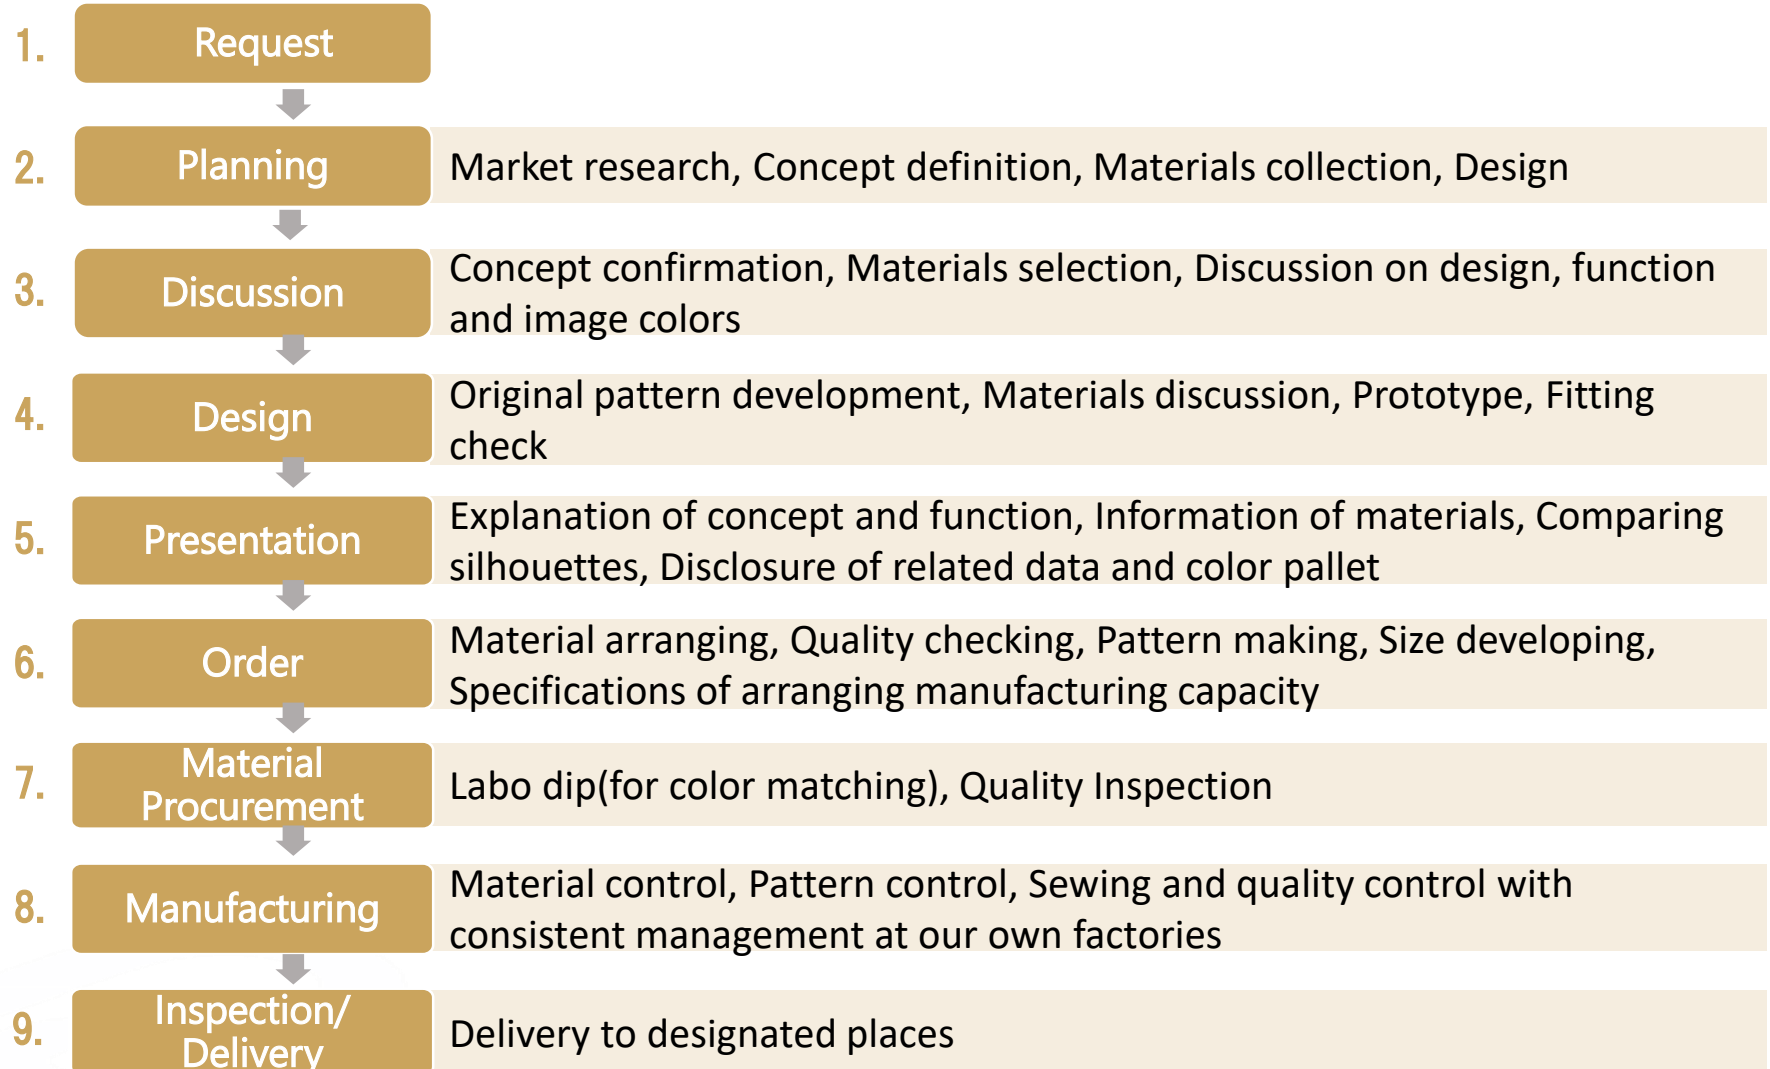 1.
Request
2.
Planning
Market research, Concept definition, Materials collection, Design
3.
Discussion
Concept confirmation, Materials selection, Discussion on design, function
and image colors
4.
Design
Original pattern development, Materials discussion, Prototype, Fitting
check
5.
Presentation
Explanation of concept and function, Information of materials, Comparing
silhouettes, Disclosure of related data and color pallet
6.
Order
Material arranging, Quality checking, Pattern making, Size developing,
Specifications of arranging manufacturing capacity
7.
Material
Procurement
Labo dip(for color matching), Quality Inspection
8.
Manufacturing
Material control, Pattern control, Sewing and quality control with
consistent management at our own factories
9.
Inspection/
Delivery
Delivery to designated places